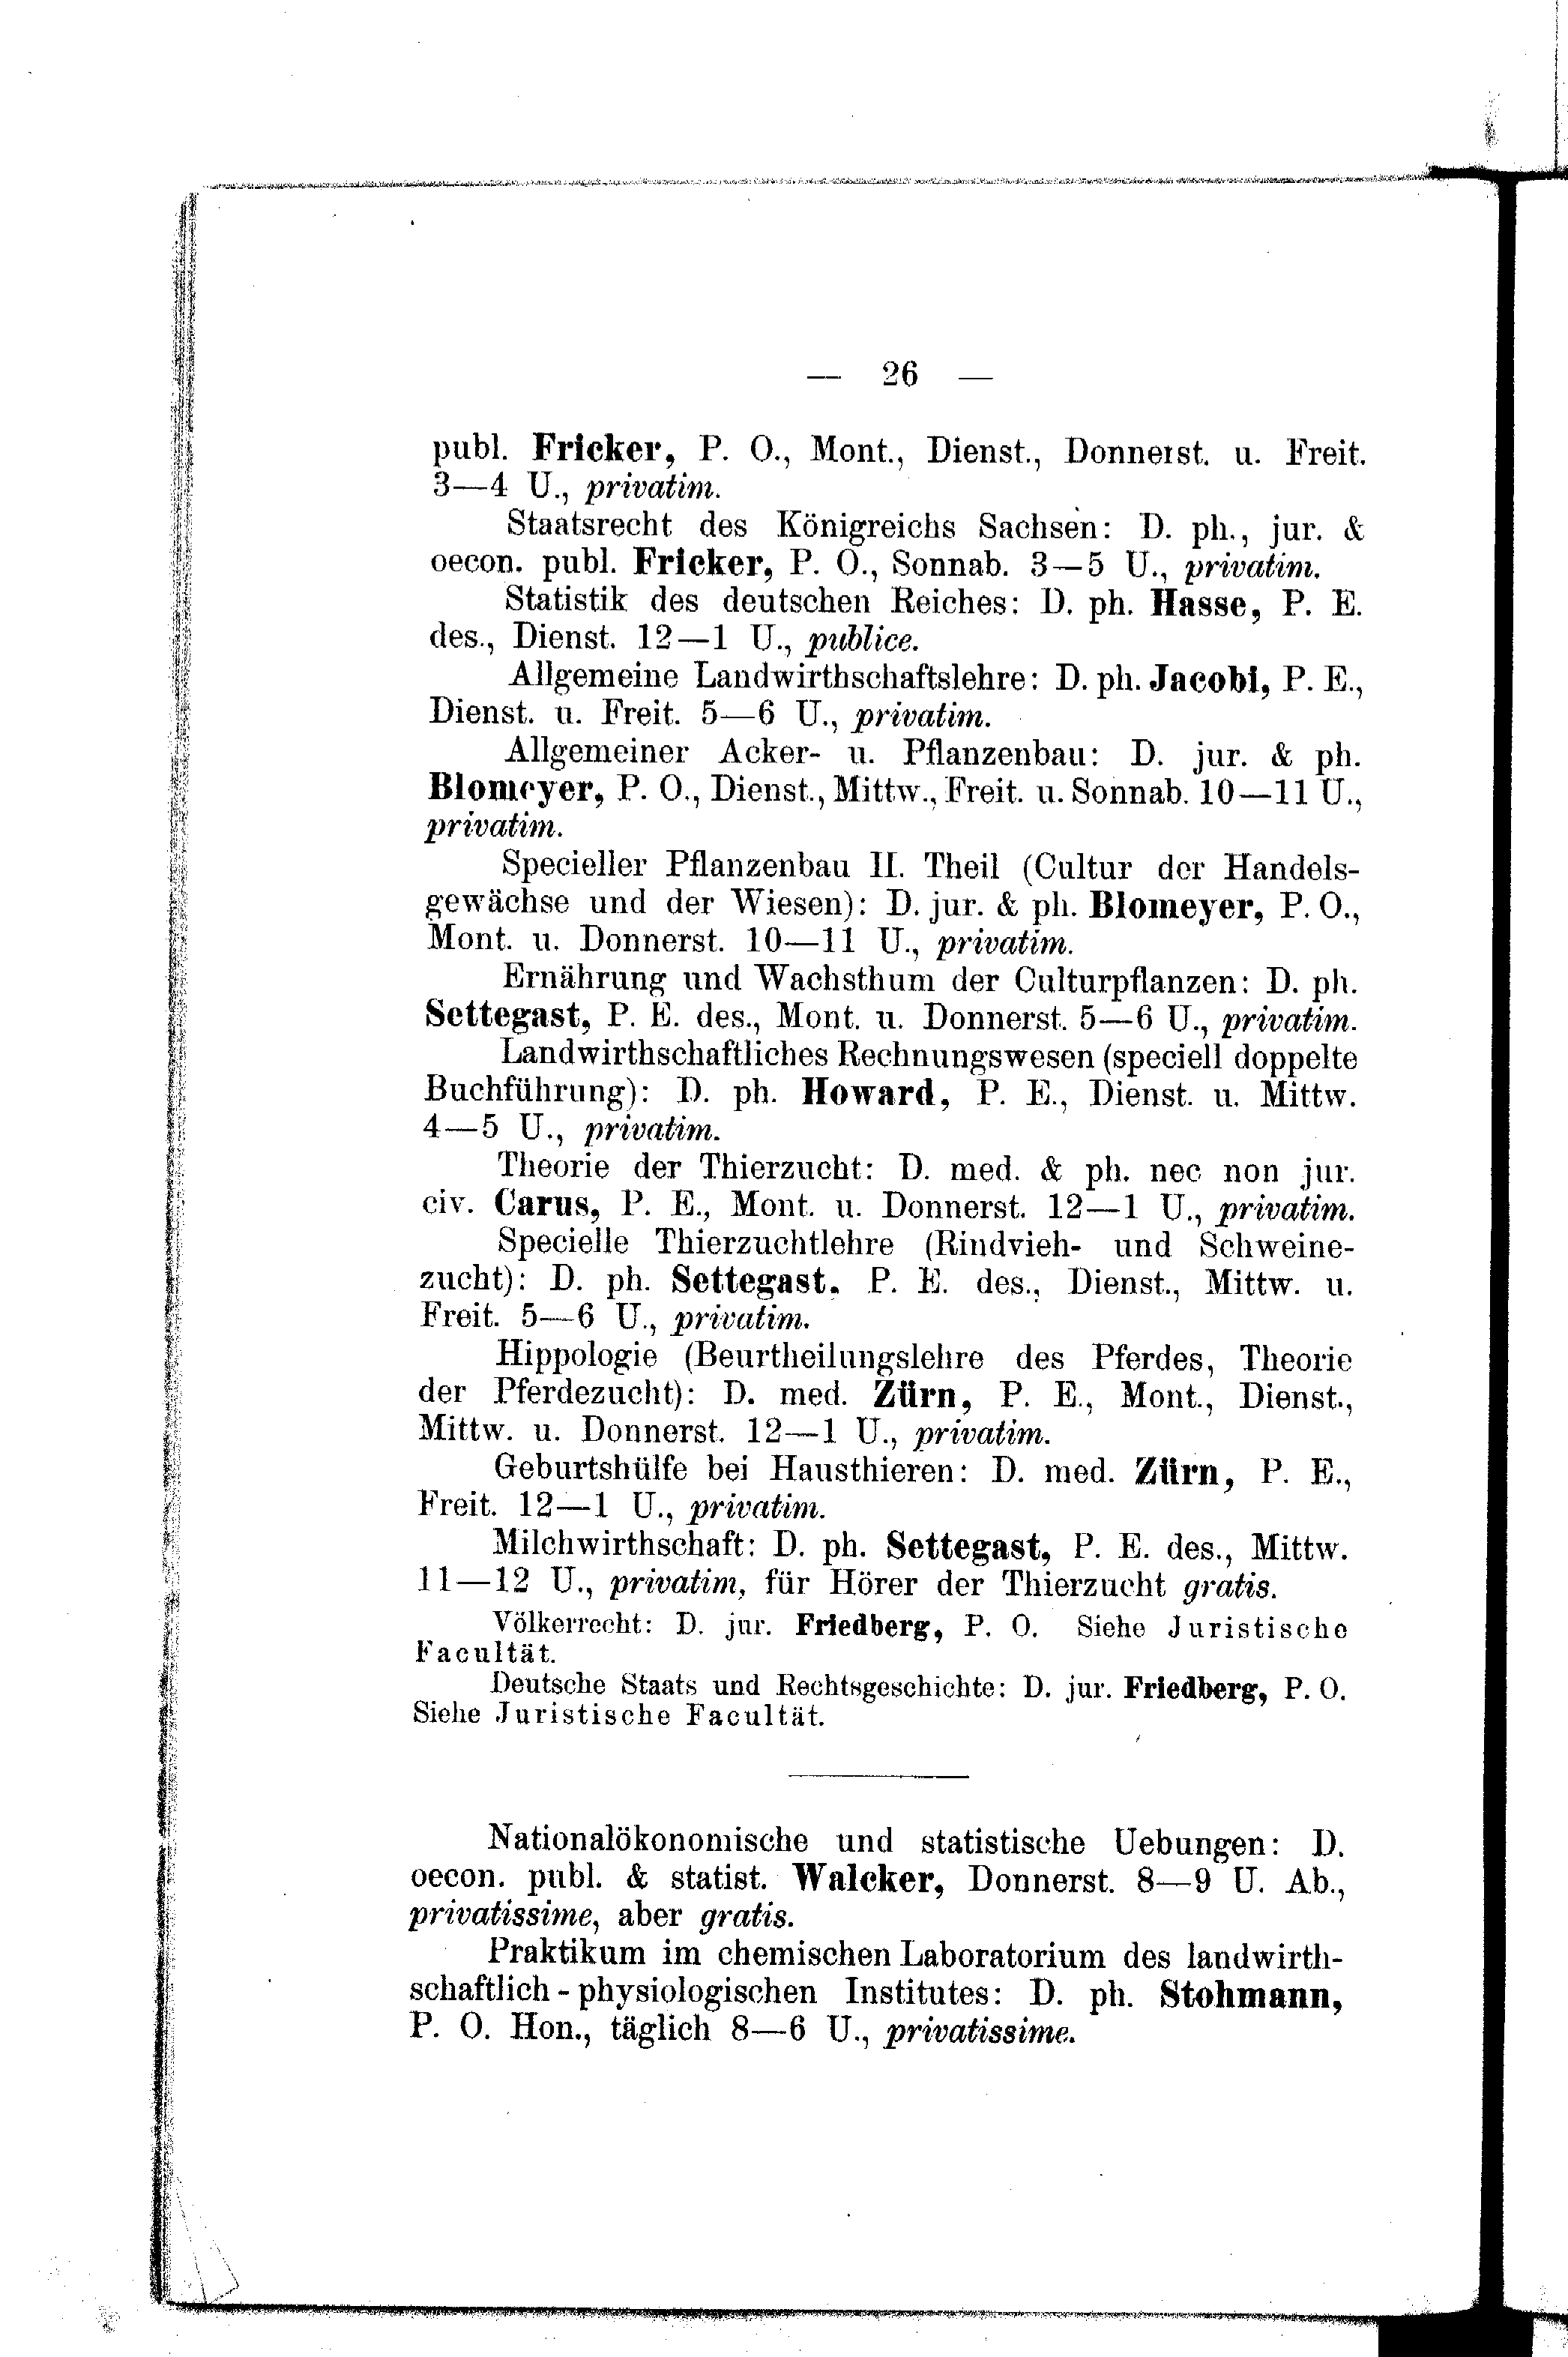 — 26 —
publ. Fricker, P. O., Mont., Dienst., Donnerst. u. Freit.
3—4 U., privatim.
Staatsrecht des Königreichs Sachsen: D. ph., jur. &
oecon. publ. Fricker, P. O., Sonnab. 3—5 U., privatim.
Statistik des deutschen Reiches: D. ph. Hasse, P. E.
des., Dienst. 12—1 U., publice.
Allgemeine Landwirthschaftslehre: D. ph. Jacobi, P. E.,
Dienst. u. Freit. 5—6 U., privatim.
Allgemeiner Acker- u. Pflanzenbau: D. jur. & ph.
Blomeyer, P. O., Dienst., Mittw., Freit. u. Sonnab. 10—11 U.,
privatim.
Specieller Pflanzenbau II. Theil (Cultur der Handels-
gewächse und der Wiesen): D. jur. & ph. Blomeyer, P. O.,
Mont. u. Donnerst. 10—11 U., privatim.
Ernährung und Wachsthum der Culturpflanzen: D. ph.
Settegast, P. E. des., Mont. u. Donnerst. 5—6 U., privatim.
Landwirthschaftliches Rechnungswesen (speciell doppelte
Buchführung): D. ph. Howard, P. E., Dienst. u. Mittw.
4—5 U., privatim.
Theorie der Thierzucht: D. med. & ph. nec non jur.
civ. Carus, P. E., Mont. u. Donnerst. 12—1 U., privatim.
Specielle Thierzuchtlehre (Rindvieh- und Schweine-
zucht): D. ph. Settegast, P. E. des., Dienst., Mittw. u.
Freit. 5—6 U., privatim.
Hippologie (Beurtheilungslehre des Pferdes, Theorie
der Pferdezucht): D. med. Zürn, P. E., Mont., Dienst.,
Mittw. u. Donnerst. 12—1 U., privatim.
Geburtshülfe bei Hausthieren: D. med. Zürn, P. E.,
Freit. 12—1 U., privatim.
Milchwirthschaft: D. ph. Settegast, P. E. des., Mittw.
11—12 U., privatim, für Hörer der Thierzucht gratis.
Völkerrecht: D. jur. Friedberg, P. O. Siehe Juristische
Facultät.
Deutsche Staats und Rechtsgeschichte: D. jur. Friedberg, P. O.
Siehe Juristische Facultät.
Nationalökonomische und statistische Uebungen: D.
oecon. publ. & statist. Walcker, Donnerst. 8—9 U. Ab.,
privatissime, aber gratis.
Praktikum im chemischen Laboratorium des landwirth-
schaftlich-physiologischen Institutes: D. ph. Stohmann,
P. O. Hon., täglich 8—6 U., privatissime.